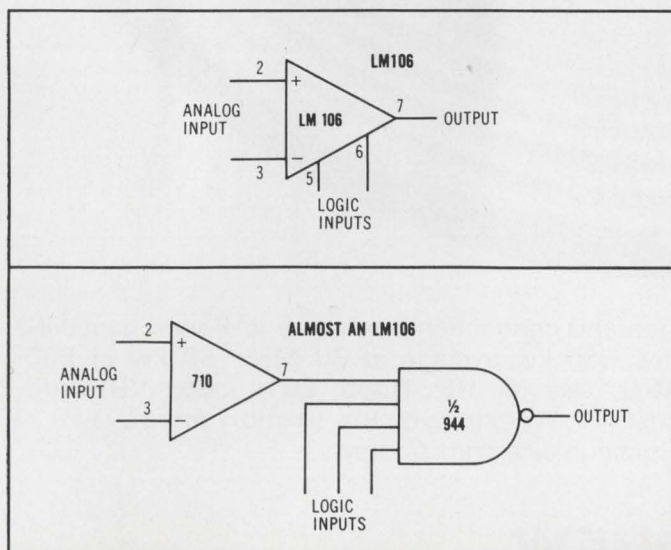 LM106
2
+
7
ANALOG
INPUT
LM 106
OUTPUT
6
3
−
5
LOGIC
INPUTS
ALMOST AN LM106
2
+
7
ANALOG
INPUT
710
3
−
½
944
OUTPUT
LOGIC
INPUTS